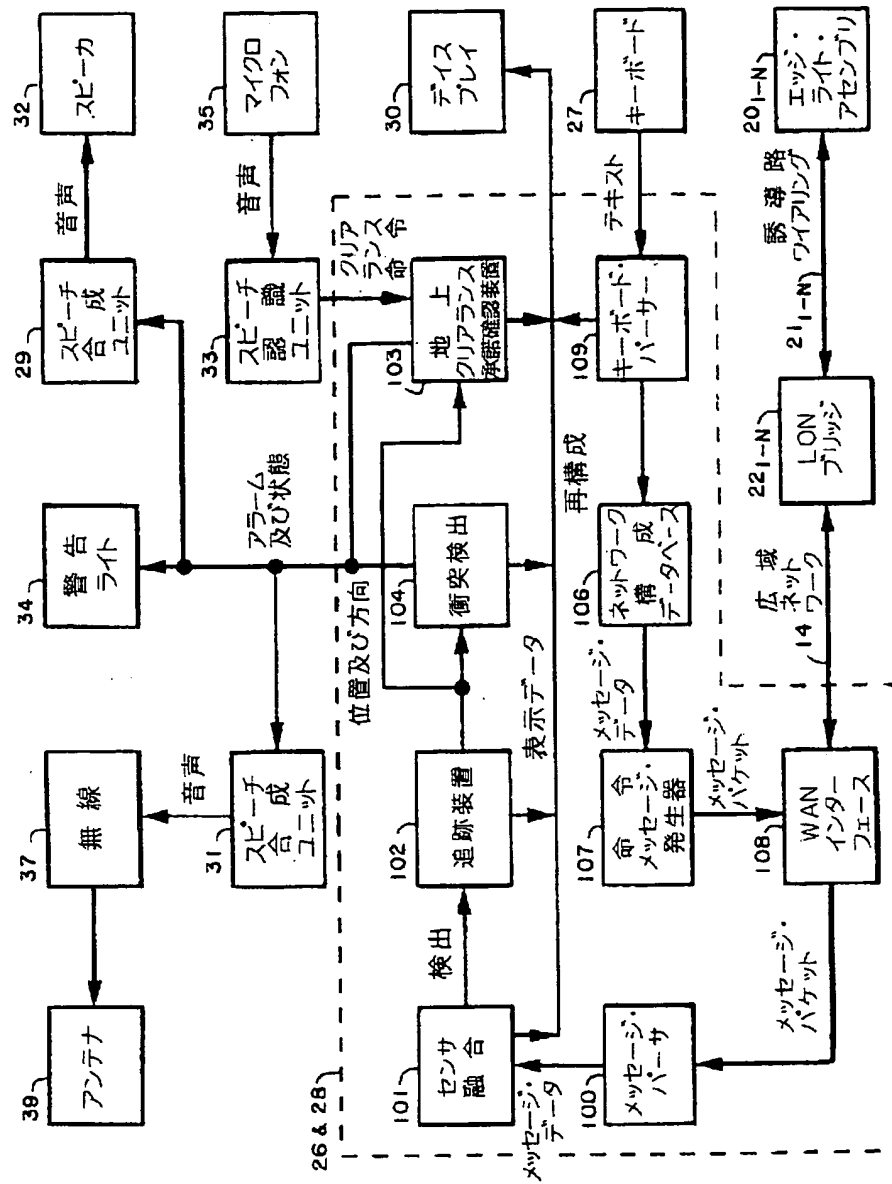 39
アンテナ
37
無線
音声
31
スピーチ
合成
ユニット
34
警告
ライト
アラーム
及び状態
29
スピーチ
合成
ユニット
音声
32
スピーカ
35
マイクロ
フォン
音声
33
スピーチ
認識
ユニット
クリア
ランス
命令
26 & 28
位置及び方向
101
センサ
融合
検出
102
追跡装置
104
衝突検出
103
地上
クリアランス
承諾確認装置
30
デイス
プレイ
表示データ
メッセージ・
データ
100
メッセージ・
パーサ
107
命令
メッセージ・
発生器
メッセージ・
データ
106
ネットワーク
構成
データベース
再構成
109
キーボード・
パーサー
テキスト
27
キーボード
メッセージ・
パケット
メッセージ・
パケット
108
WAN
インター
フェース
14
広域
ネット
ワーク
22 1-N
LON
ブリッジ
21 1-N
誘導路
ワイアリング
20 1-N
エッジ・
ライト・
アセンブリ